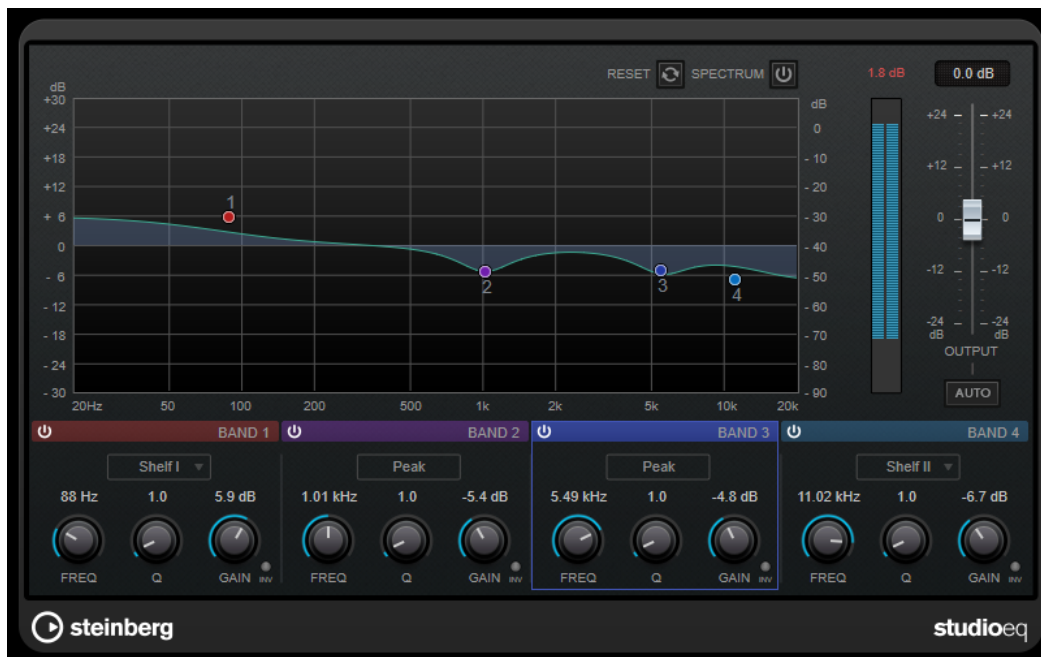 RESET SPECTRUM 1.8 dB 0.0 dB
dB
+30
+24
+18
+12
+ 6
0
- 6
- 12
- 18
- 24
- 30
1
2
3
4
dB
0
- 10
- 20
- 30
- 40
- 50
- 60
- 70
- 80
- 90
20Hz 50 100 200 500 1k 2k 5k 10k 20k
+24 +24
+12 +12
0 0
-12 -12
-24 -24
dB dB
OUTPUT
AUTO
BAND 1
Shelf I
88 Hz 1.0 5.9 dB
FREQ Q GAIN INV
BAND 2
Peak
1.01 kHz 1.0 -5.4 dB
FREQ Q GAIN INV
BAND 3
Peak
5.49 kHz 1.0 -4.8 dB
FREQ Q GAIN INV
BAND 4
Shelf II
11.02 kHz 1.0 -6.7 dB
FREQ Q GAIN INV
steinberg
studioeq